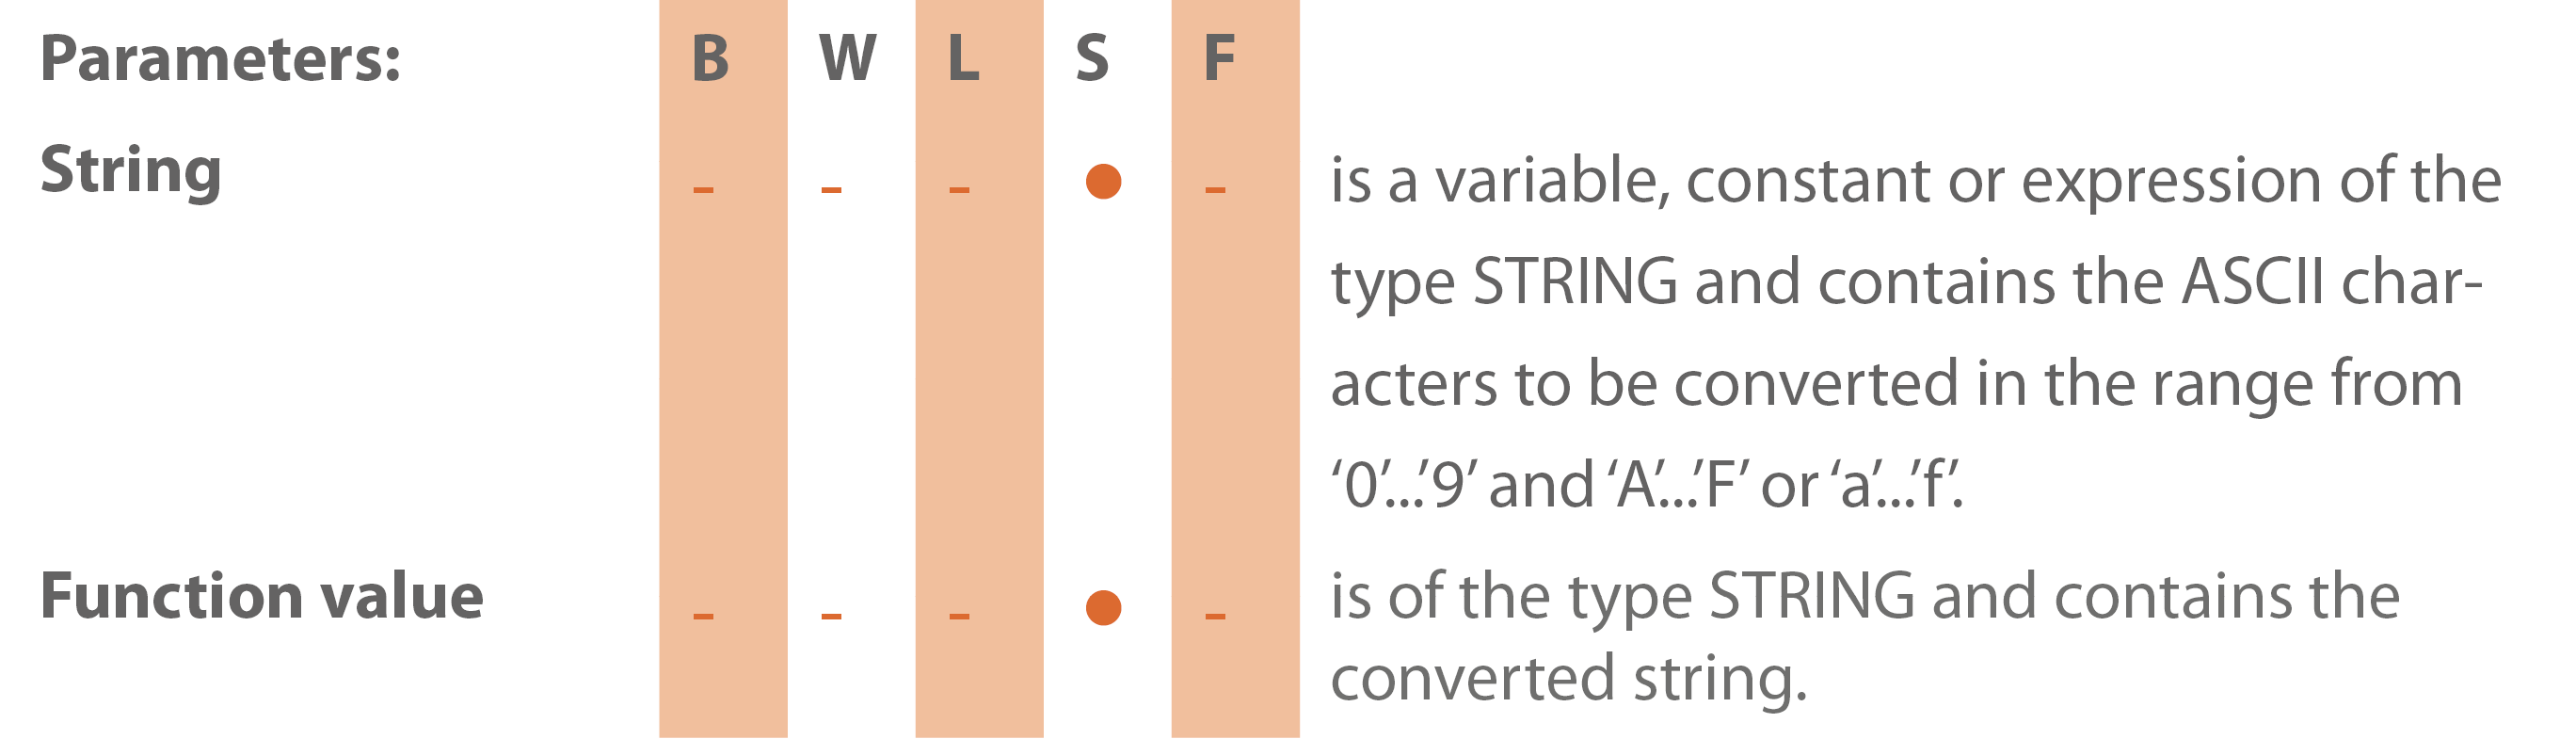 Parameters: B W L S F
String - - - ● - is a variable, constant or expression of the
type STRING and contains the ASCII char-
acters to be converted in the range from
‘0’...’9’ and ‘A’...’F’ or ‘a’...’f’.
Function value - - - ● - is of the type STRING and contains the
converted string.